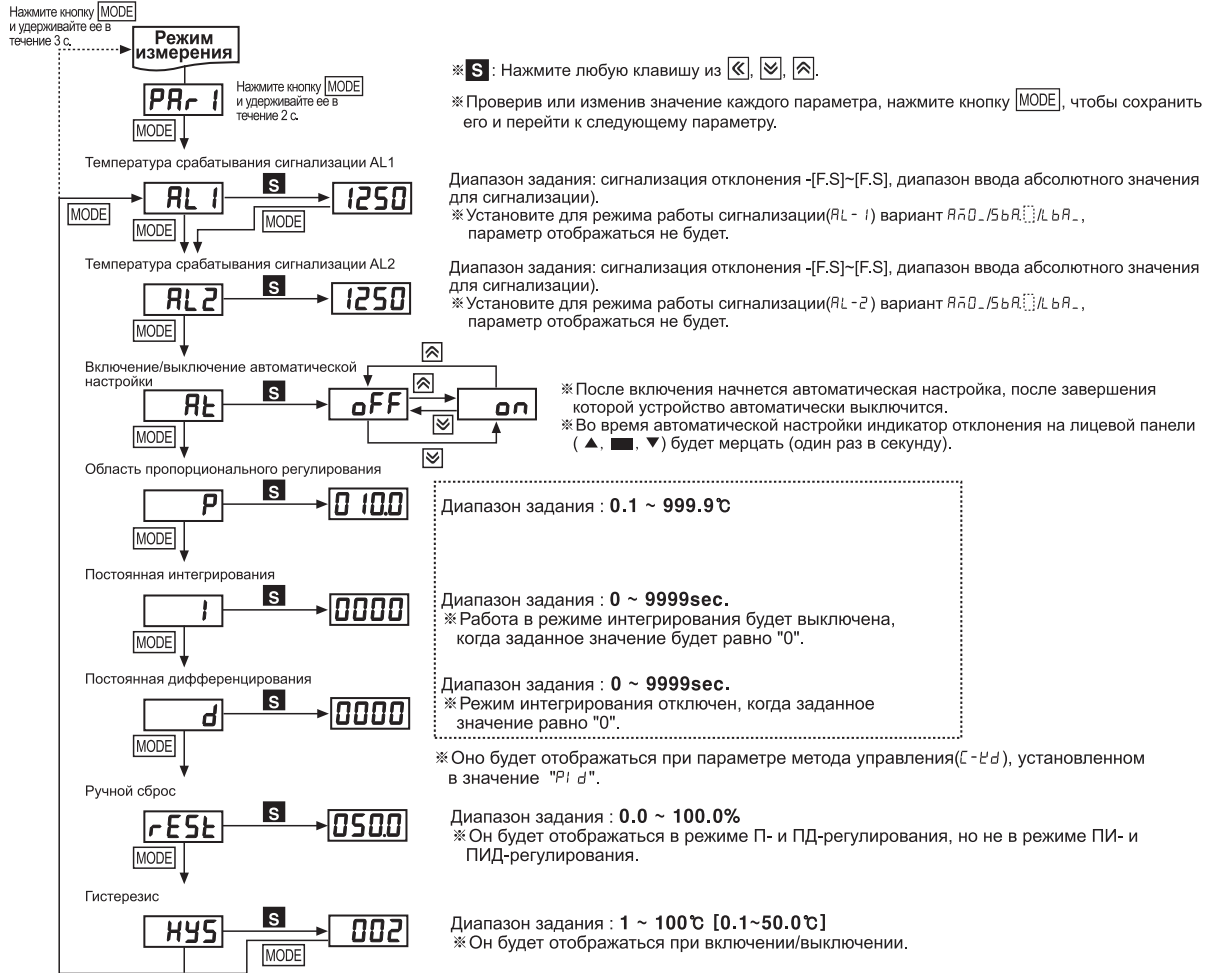 Нажмите кнопку MODE
и удерживайте ее в
течение 3 с.
Режим
измерения
※ S : Нажмите любую клавишу из ≪, ︾, ︽.
PAr1
Нажмите кнопку MODE
и удерживайте ее в
течение 2 с.
※Проверив или изменив значение каждого параметра, нажмите кнопку MODE, чтобы сохранить
его и перейти к следующему параметру.
MODE
Температура срабатывания сигнализации AL1
AL1
S
1250
MODE
MODE
MODE
Диапазон задания: сигнализация отклонения -[F.S]~[F.S], диапазон ввода абсолютного значения
для сигнализации).
※Установите для режима работы сигнализации(AL-1) вариант Añ0_/SbA.▯/LbA_,
параметр отображаться не будет.
Температура срабатывания сигнализации AL2
AL2
S
1250
MODE
Диапазон задания: сигнализация отклонения -[F.S]~[F.S], диапазон ввода абсолютного значения
для сигнализации).
※Установите для режима работы сигнализации(AL-2) вариант Añ0_/SbA.▯/LbA_,
параметр отображаться не будет.
Включение/выключение автоматической
настройки
At
S
oFF
on
MODE
︽
︽
︾
︾
※После включения начнется автоматическая настройка, после завершения
которой устройство автоматически выключится.
※Во время автоматической настройки индикатор отклонения на лицевой панели
( ▲, ▬, ▼) будет мерцать (один раз в секунду).
Область пропорционального регулирования
P
S
010.0
MODE
Диапазон задания : 0.1 ~ 999.9℃
Постоянная интегрирования
I
S
0000
MODE
Диапазон задания : 0 ~ 9999sec.
※Работа в режиме интегрирования будет выключена,
когда заданное значение будет равно "0".
Постоянная дифференцирования
d
S
0000
MODE
Диапазон задания : 0 ~ 9999sec.
※Режим интегрирования отключен, когда заданное
значение равно "0".
※Оно будет отображаться при параметре метода управления(C-td), установленном
в значение "PId".
Ручной сброс
rESt
S
050.0
MODE
Диапазон задания : 0.0 ~ 100.0%
※Он будет отображаться в режиме П- и ПД-регулирования, но не в режиме ПИ- и
ПИД-регулирования.
Гистерезис
HYS
S
002
MODE
Диапазон задания : 1 ~ 100℃ [0.1~50.0℃]
※Он будет отображаться при включении/выключении.